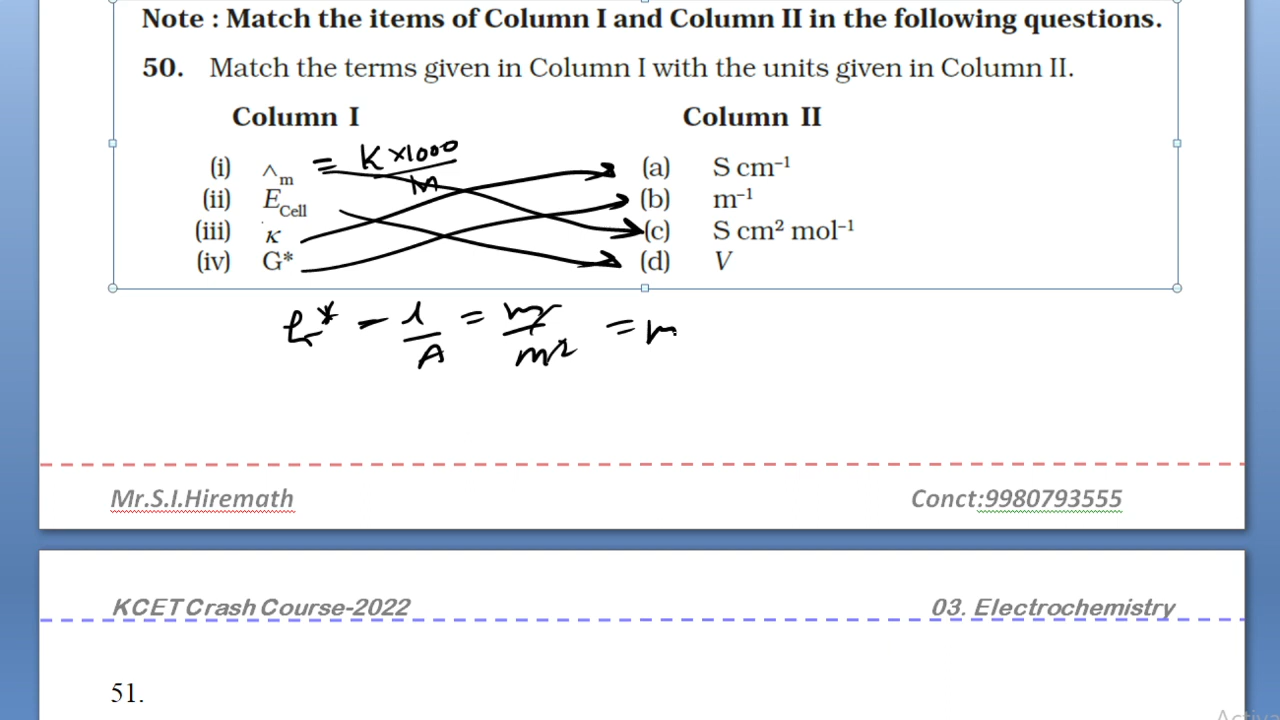 Note : Match the items of Column I and Column II in the following questions.
50. Match the terms given in Column I with the units given in Column II.
Column I Column II
(i) ^m = K×1000/M (a) S cm⁻¹
(ii) ECell (b) m⁻¹
(iii) κ (c) S cm² mol⁻¹
(iv) G* (d) V
G* = l/A = m/m² = m
Mr.S.I.Hiremath Conct:9980793555
KCET Crash Course-2022 03. Electrochemistry
51.